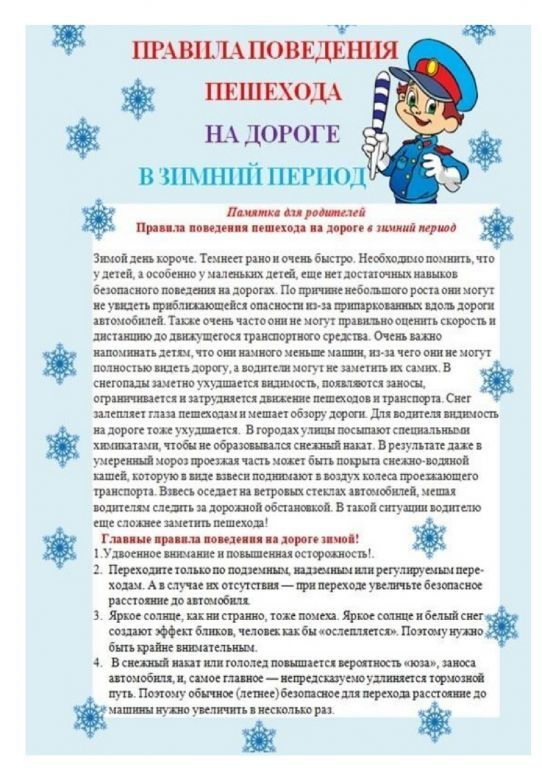 ПРАВИЛА ПОВЕДЕНИЯ
ПЕШЕХОДА
НА ДОРОГЕ
В ЗИМНИЙ ПЕРИОД
Памятка для родителей
Правила поведения пешехода на дороге в зимний период
Зимой день короче. Темнеет рано и очень быстро. Необходимо помнить, что
у детей, а особенно у маленьких детей, еще нет достаточных навыков
безопасного поведения на дорогах. По причине небольшого роста они могут
не увидеть приближающейся опасности из-за припаркованных вдоль дороги
автомобилей. Также очень часто они не могут правильно оценить скорость и
дистанцию до движущегося транспортного средства. Очень важно
напоминать детям, что они намного меньше машин, из-за чего они не могут
полностью видеть дорогу, а водители могут не заметить их самих. В
снегопады заметно ухудшается видимость, появляются заносы,
ограничивается и затрудняется движение пешеходов и транспорта. Снег
залепляет глаза пешеходам и мешает обзору дороги. Для водителя видимость
на дороге тоже ухудшается. В городах улицы посыпают специальными
химикатами, чтобы не образовывался снежный накат. В результате даже в
умеренный мороз проезжая часть может быть покрыта снежно-водяной
кашей, которую в виде взвеси поднимают в воздух колеса проезжающего
транспорта. Взвесь оседает на ветровых стеклах автомобилей, мешая
водителям следить за дорожной обстановкой. В такой ситуации водителю
еще сложнее заметить пешехода!
Главные правила поведения на дороге зимой!
1.Удвоенное внимание и повышенная осторожность!.
2. Переходите только по подземным, надземным или регулируемым пере-
ходам. А в случае их отсутствия — при переходе увеличьте безопасное
расстояние до автомобиля.
3. Яркое солнце, как ни странно, тоже помеха. Яркое солнце и белый снег
создают эффект бликов, человек как бы «ослепляется». Поэтому нужно
быть крайне внимательным.
4. В снежный накат или гололед повышается вероятность «юза», заноса
автомобиля, и, самое главное — непредсказуемо удлиняется тормозной
путь. Поэтому обычное (летнее) безопасное для перехода расстояние до
машины нужно увеличить в несколько раз.